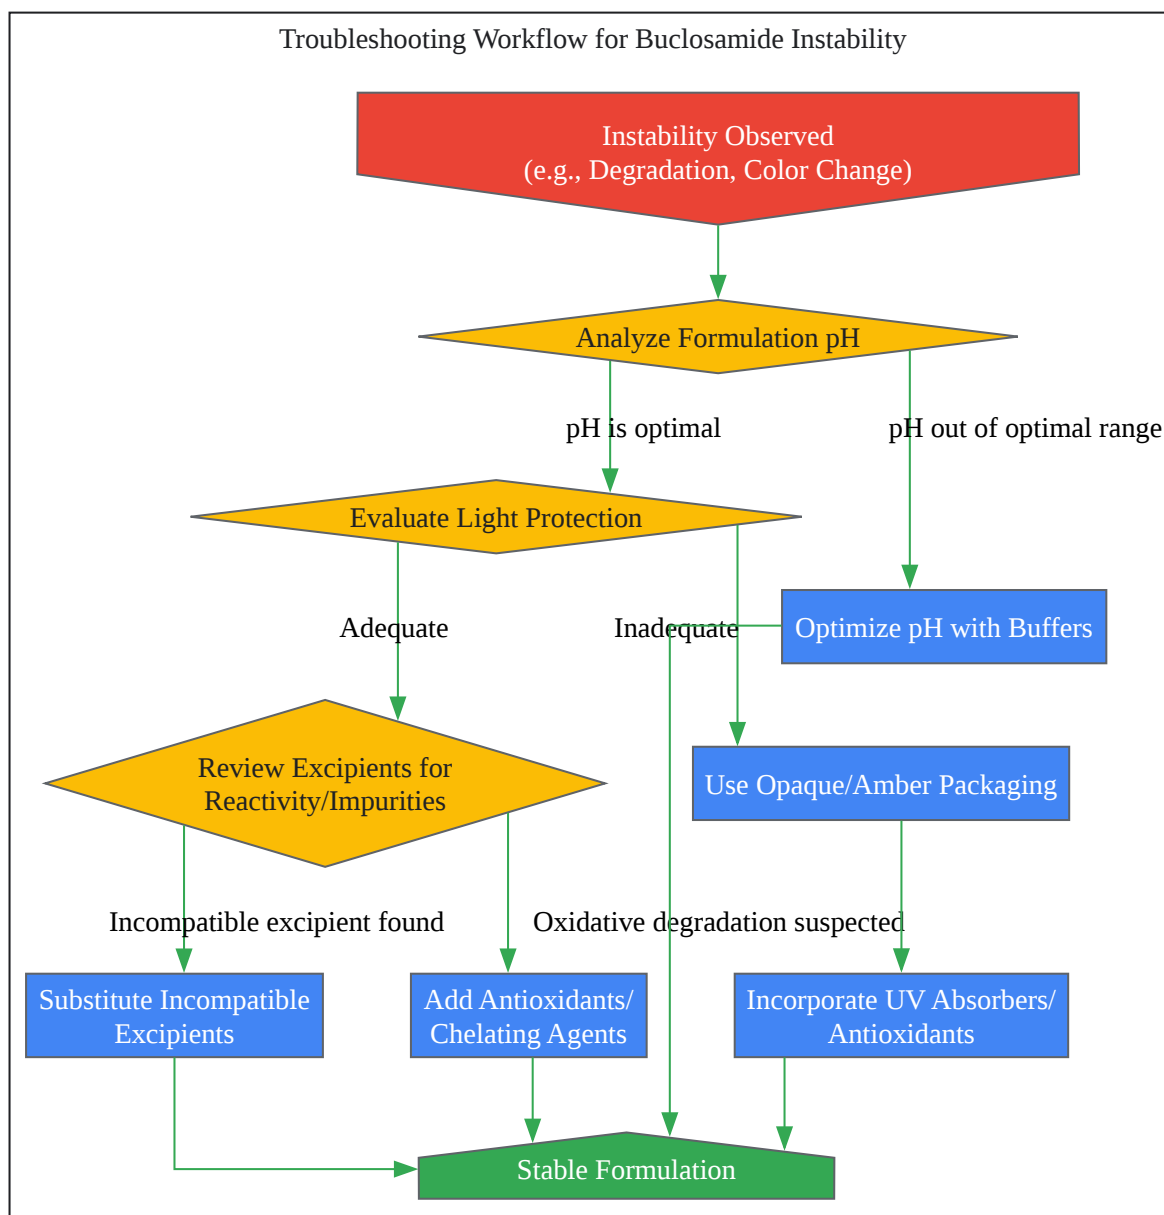 Troubleshooting Workflow for Buclosamide Instability
Instability Observed
(e.g., Degradation, Color Change)
Analyze Formulation pH
pH is optimal
pH out of optimal range
Evaluate Light Protection
Adequate
Inadequate
Optimize pH with Buffers
Review Excipients for
Reactivity/Impurities
Use Opaque/Amber Packaging
Incompatible excipient found
Oxidative degradation suspected
Substitute Incompatible
Excipients
Add Antioxidants/
Chelating Agents
Incorporate UV Absorbers/
Antioxidants
Stable Formulation